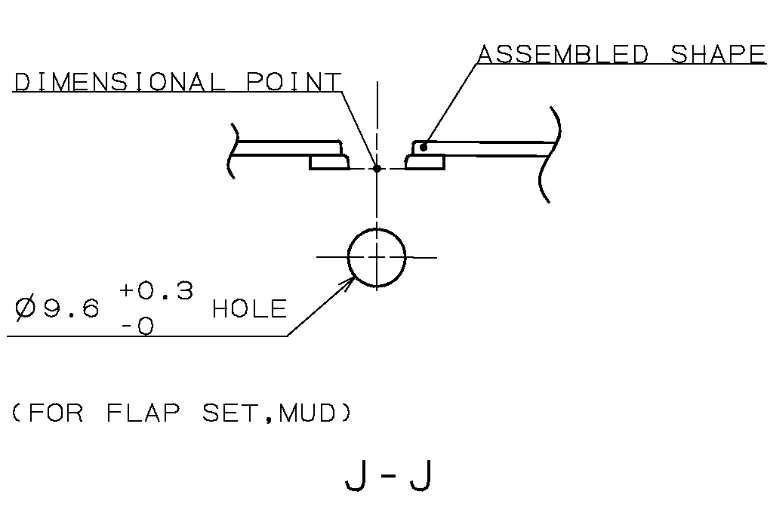 ASSEMBLED SHAPE
DIMENSIONAL POINT
Ø9.6 +0.3 HOLE
-0
(FOR FLAP SET,MUD)
J-J